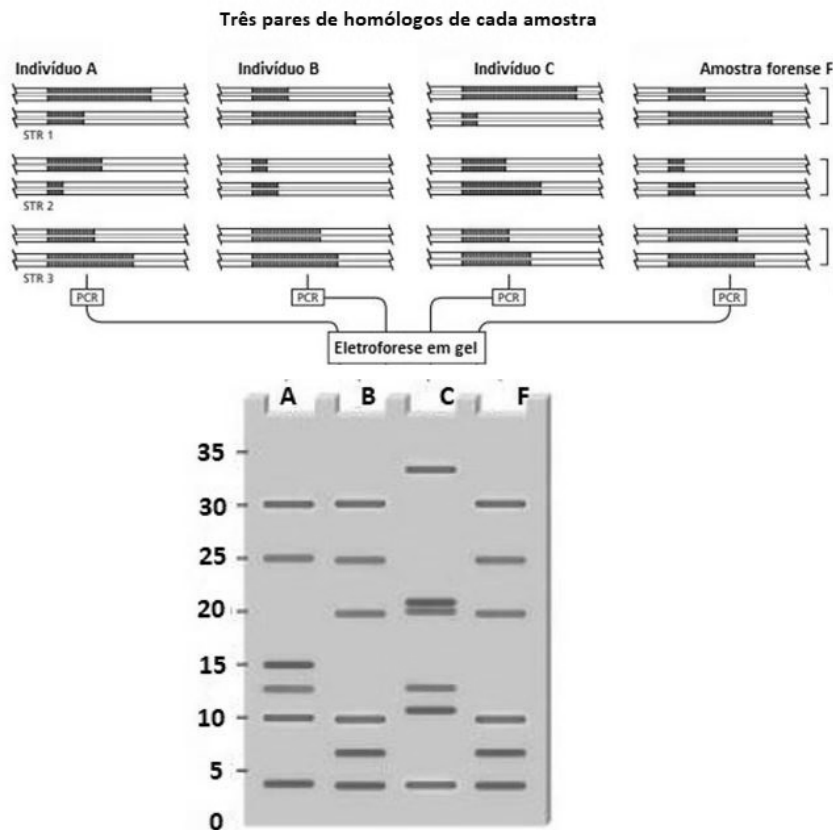 Três pares de homólogos de cada amostra
Indivíduo A Indivíduo B Indivíduo C Amostra forense F
STR 1
STR 2
STR 3
PCR PCR PCR PCR
Eletroforese em gel
A B C F
35
30
25
20
15
10
5
0